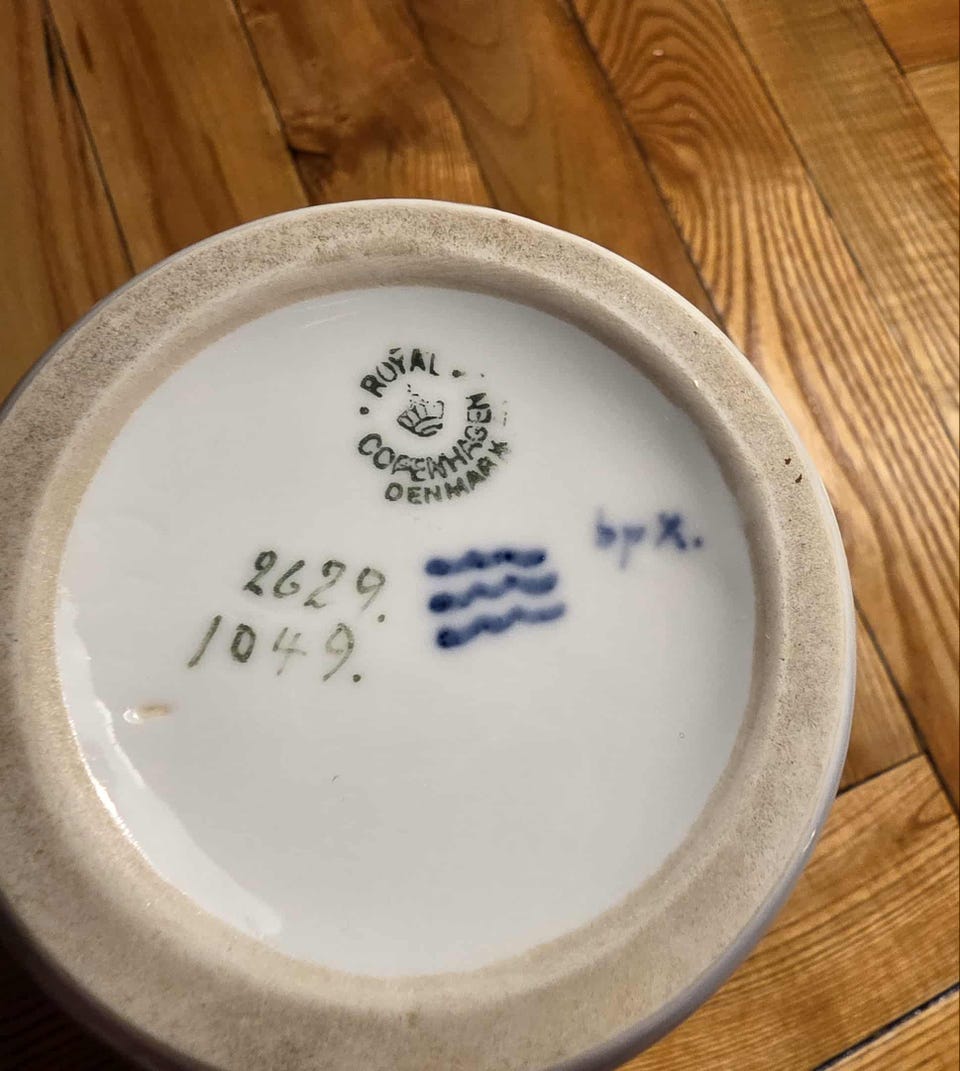 ROYAL
COPENHAGEN
DENMARK
2629.
1049.